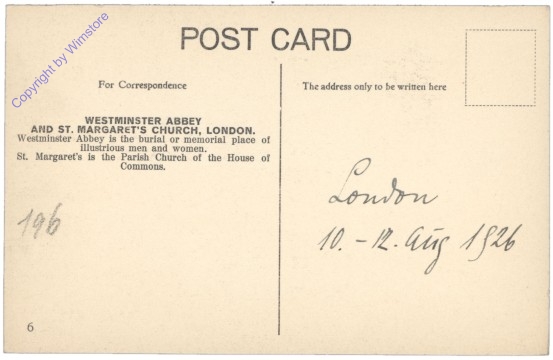 POST CARD
Copyright by Wimstore
For Correspondence
The address only to be written here
WESTMINSTER ABBEY
AND ST. MARGARET'S CHURCH, LONDON.
Westminster Abbey is the burial or memorial place of
illustrious men and women.
St. Margaret's is the Parish Church of the House of
Commons.
196
London
10. - 12. Aug 1926
6